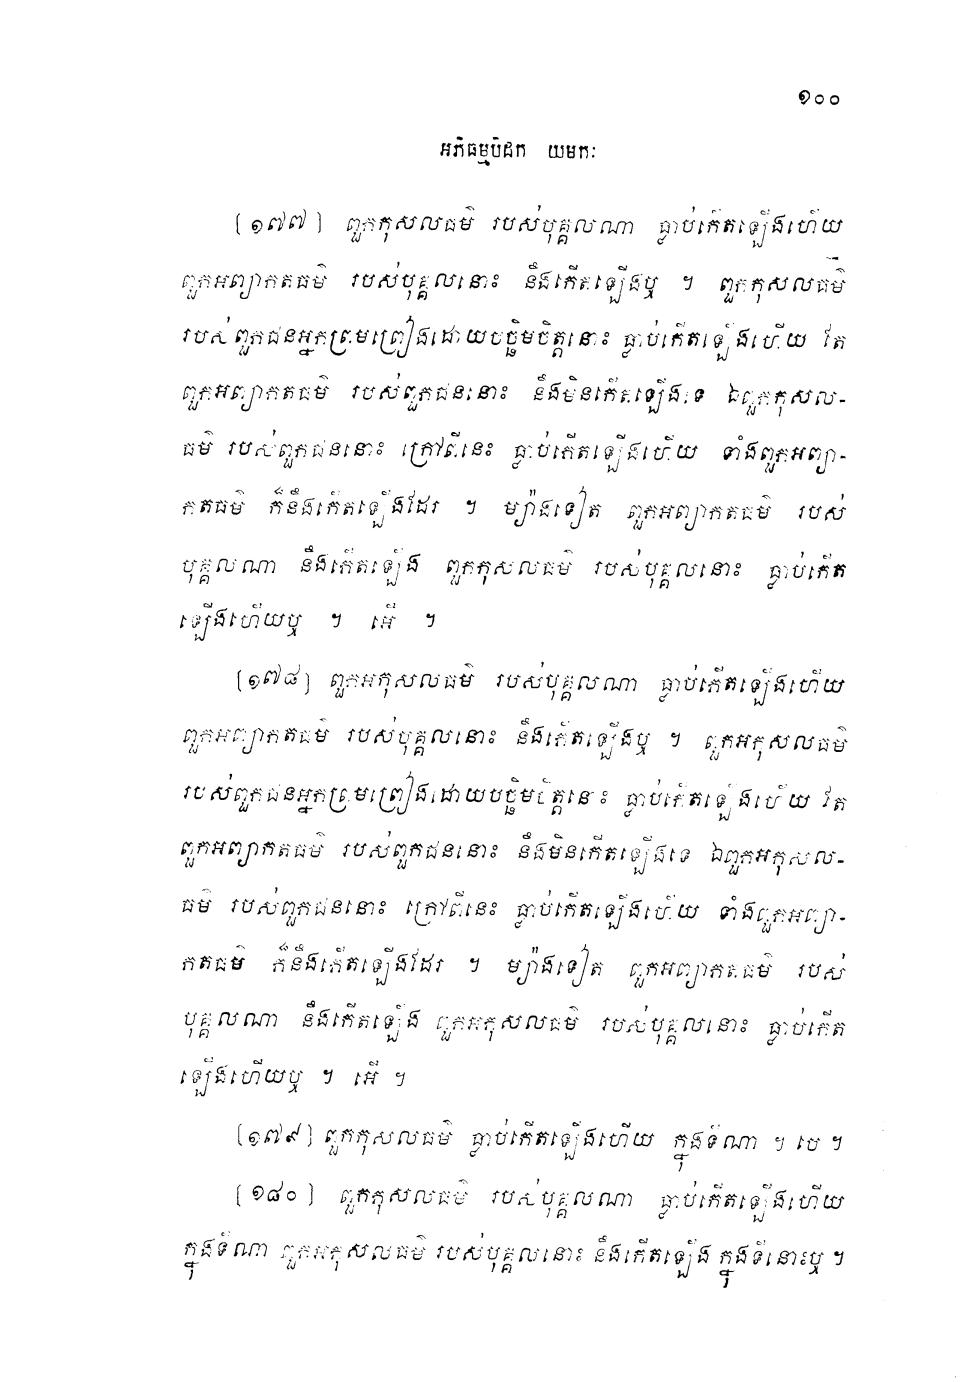 ១០០
អភិធម្មបិដក យមកៈ
[១៧៧] ពួកកុសលធម៌ របស់បុគ្គលណា ធ្លាប់កើតឡើងហើយ
ពួកអព្យាកតធម៌ របស់បុគ្គលនោះ នឹងកើតឡើងឬ ។ ពួកកុសលធម៌
របស់ពួកជនអ្នកព្រមព្រៀងដោយបច្ឆិមចិត្តនោះ ធ្លាប់កើតឡើងហើយ តែ
ពួកអព្យាកតធម៌ របស់ពួកជននោះ នឹងមិនកើតឡើងទេ ឯពួកកុសល-
ធម៌ របស់ពួកជននោះ ក្រៅពីនេះ ធ្លាប់កើតឡើងហើយ ទាំងពួកអព្យា-
កតធម៌ ក៏នឹងកើតឡើងដែរ ។ ម្យ៉ាងទៀត ពួកអព្យាកតធម៌ របស់
បុគ្គលណា នឹងកើតឡើង ពួកកុសលធម៌ របស់បុគ្គលនោះ ធ្លាប់កើត
ឡើងហើយឬ ។ អើ ។
[១៧៨] ពួកអកុសលធម៌ របស់បុគ្គលណា ធ្លាប់កើតឡើងហើយ
ពួកអព្យាកតធម៌ របស់បុគ្គលនោះ នឹងកើតឡើងឬ ។ ពួកអកុសលធម៌
របស់ពួកជនអ្នកព្រមព្រៀងដោយបច្ឆិមចិត្តនោះ ធ្លាប់កើតឡើងហើយ តែ
ពួកអព្យាកតធម៌ របស់ពួកជននោះ នឹងមិនកើតឡើងទេ ឯពួកអកុសល-
ធម៌ របស់ពួកជននោះ ក្រៅពីនេះ ធ្លាប់កើតឡើងហើយ ទាំងពួកអព្យា-
កតធម៌ ក៏នឹងកើតឡើងដែរ ។ ម្យ៉ាងទៀត ពួកអព្យាកតធម៌ របស់
បុគ្គលណា នឹងកើតឡើង ពួកអកុសលធម៌ របស់បុគ្គលនោះ ធ្លាប់កើត
ឡើងហើយឬ ។ អើ ។
[១៧៩] ពួកកុសលធម៌ ធ្លាប់កើតឡើងហើយ ក្នុងទីណា ។ បេ ។
[១៨០] ពួកកុសលធម៌ របស់បុគ្គលណា ធ្លាប់កើតឡើងហើយ
ក្នុងទីណា ពួកអកុសលធម៌ របស់បុគ្គលនោះ នឹងកើតឡើង ក្នុងទីនោះឬ ។